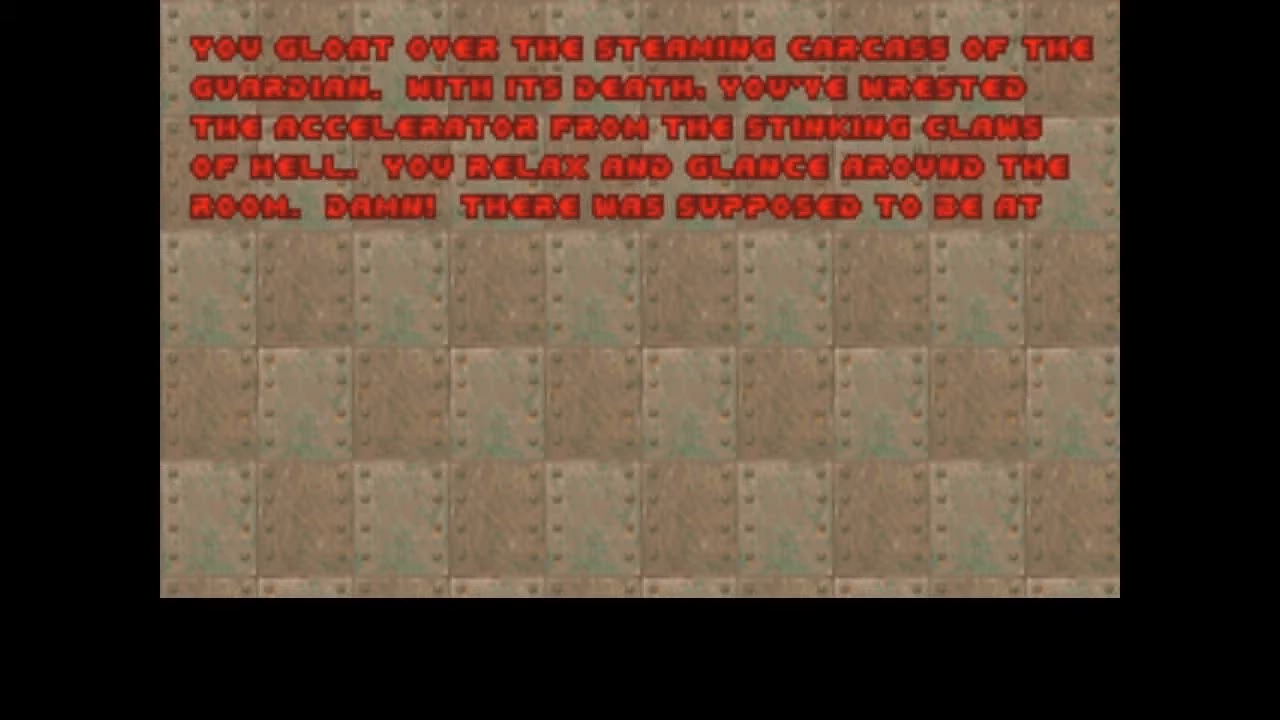 YOU GLOAT OVER THE STEAMING CARCASS OF THE
GUARDIAN.  WITH ITS DEATH, YOU'VE WRESTED
THE ACCELERATOR FROM THE STINKING CLAWS
OF HELL.  YOU RELAX AND GLANCE AROUND THE
ROOM.  DAMN!  THERE WAS SUPPOSED TO BE AT